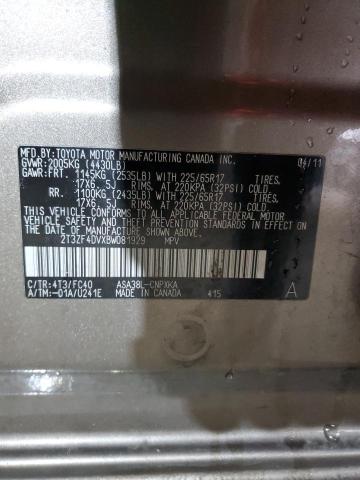 MFD.BY: TOYOTA MOTOR MANUFACTURING CANADA INC.
GVWR: 2005KG (4430LB) 04/11
GAWR: FRT. 1145KG (2535LB) WITH 225/65R17 TIRES,
17X6. 5J RIMS, AT 220KPA (32PSI) COLD
RR. 1100KG (2435LB) WITH 225/65R17 TIRES,
17X6. 5J RIMS, AT 220KPA (32PSI) COLD
THIS VEHICLE CONFORMS TO ALL APPLICABLE FEDERAL MOTOR
VEHICLE SAFETY AND THEFT PREVENTION STANDARDS IN
EFFECT ON THE DATE OF MANUFACTURE SHOWN ABOVE.
2T3ZF4DVXBW081929 MPV
C/TR: 4T3/FC40 ASA38L-CNPXKA
A/TM: -01A/U241E MADE IN CANADA 415 A